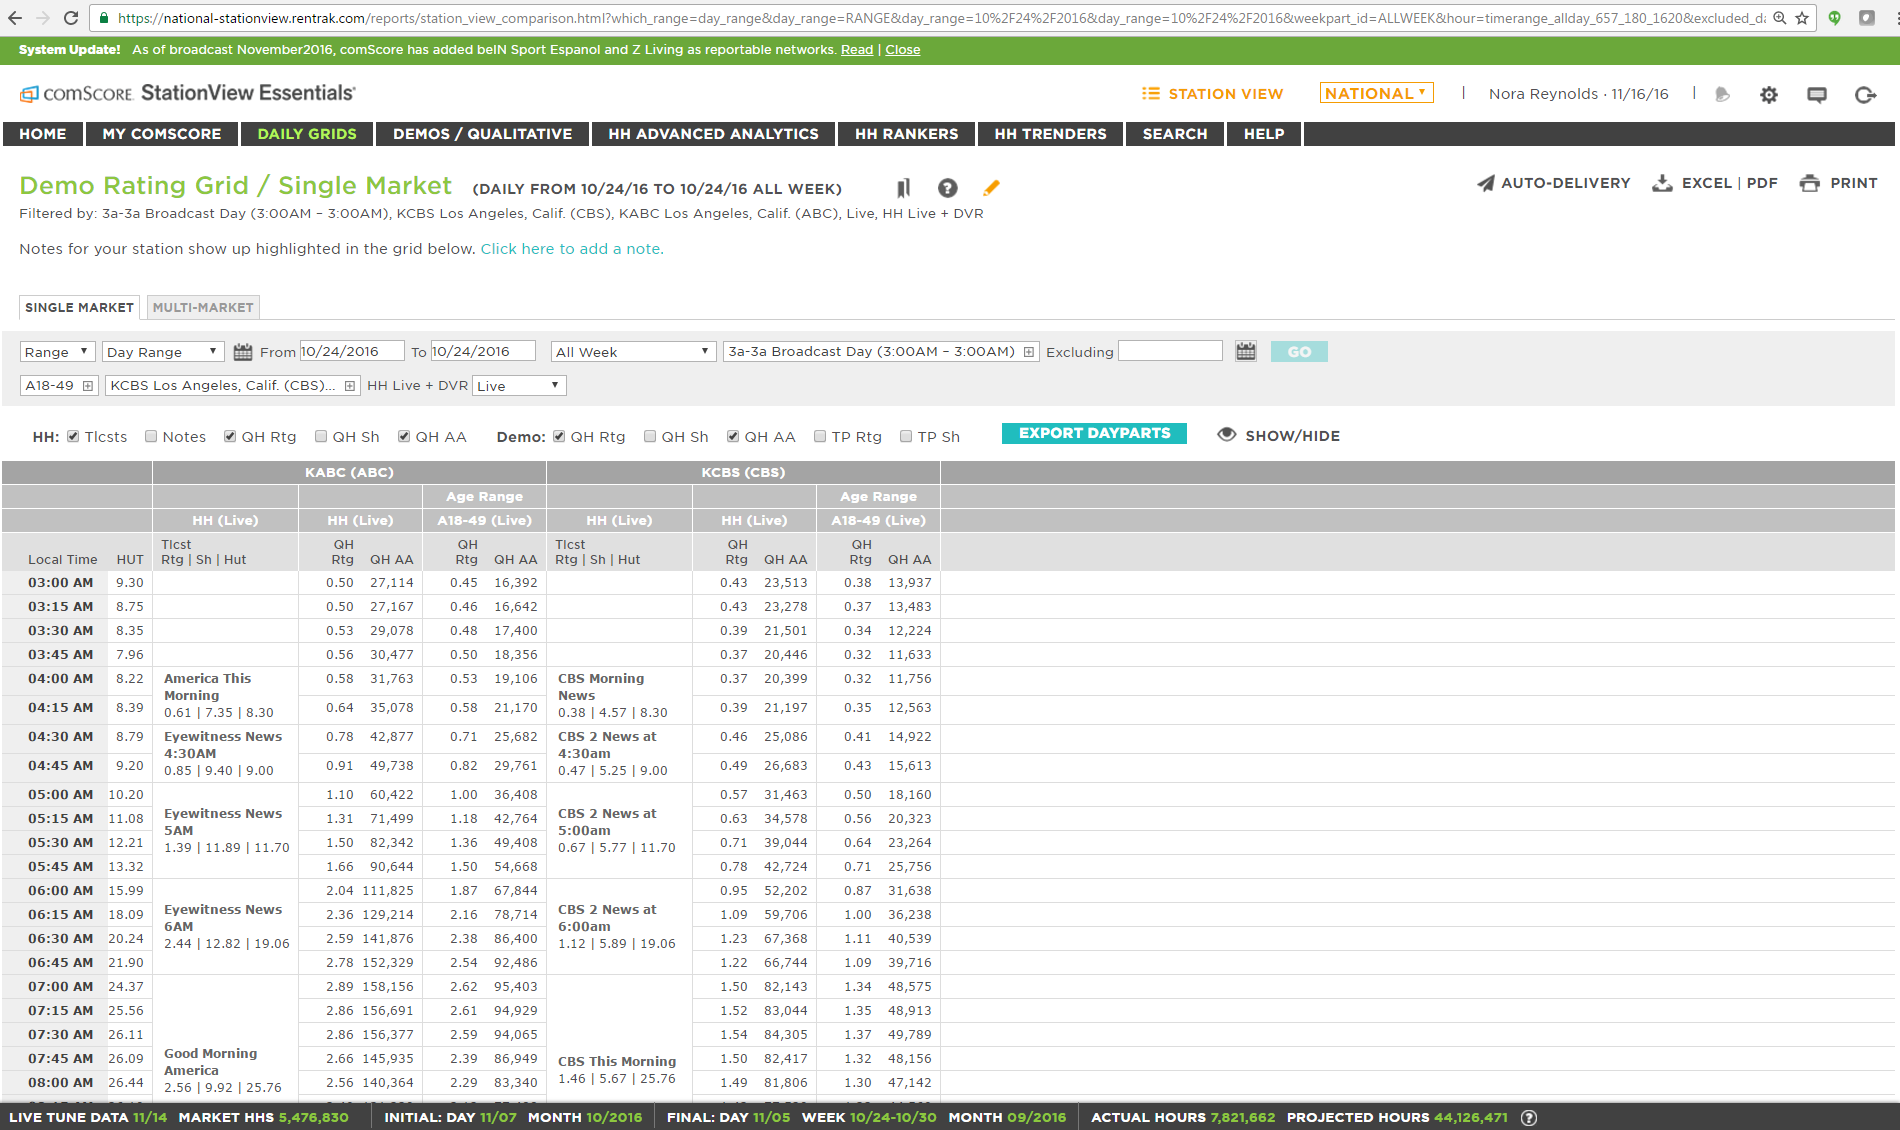 https://national-stationview.rentrak.com/reports/station_view_comparison.html?which_range=day_range&day_range=RANGE&day_range=10%2F24%2F2016&day_range=10%2F24%2F2016&weekpart_id=ALLWEEK&hour=timerange_allday_657_180_1620&excluded_da
System Update! As of broadcast November2016, comScore has added beIN Sport Espanol and Z Living as reportable networks. Read | Close
comSCORE. StationView Essentials
STATION VIEW NATIONAL | Nora Reynolds · 11/16/16 |
HOME MY COMSCORE DAILY GRIDS DEMOS / QUALITATIVE HH ADVANCED ANALYTICS HH RANKERS HH TRENDERS SEARCH HELP
Demo Rating Grid / Single Market (DAILY FROM 10/24/16 TO 10/24/16 ALL WEEK) AUTO-DELIVERY EXCEL | PDF PRINT
Filtered by: 3a-3a Broadcast Day (3:00AM – 3:00AM), KCBS Los Angeles, Calif. (CBS), KABC Los Angeles, Calif. (ABC), Live, HH Live + DVR
Notes for your station show up highlighted in the grid below. Click here to add a note.
SINGLE MARKET MULTI-MARKET
Range Day Range From 10/24/2016 To 10/24/2016 All Week 3a-3a Broadcast Day (3:00AM – 3:00AM) Excluding GO
A18-49 KCBS Los Angeles, Calif. (CBS)... HH Live + DVR Live
HH: Tlcsts Notes QH Rtg QH Sh QH AA Demo: QH Rtg QH Sh QH AA TP Rtg TP Sh EXPORT DAYPARTS SHOW/HIDE
KABC (ABC) KCBS (CBS)
Age Range Age Range
HH (Live) HH (Live) A18-49 (Live) HH (Live) HH (Live) A18-49 (Live)
Tlcst QH QH Tlcst QH QH
Local Time HUT Rtg | Sh | Hut Rtg QH AA Rtg QH AA Rtg | Sh | Hut Rtg QH AA Rtg QH AA
03:00 AM 9.30 0.50 27,114 0.45 16,392 0.43 23,513 0.38 13,937
03:15 AM 8.75 0.50 27,167 0.46 16,642 0.43 23,278 0.37 13,483
03:30 AM 8.35 0.53 29,078 0.48 17,400 0.39 21,501 0.34 12,224
03:45 AM 7.96 0.56 30,477 0.50 18,356 0.37 20,446 0.32 11,633
04:00 AM 8.22 America This 0.58 31,763 0.53 19,106 CBS Morning 0.37 20,399 0.32 11,756
Morning News
04:15 AM 8.39 0.61 | 7.35 | 8.30 0.64 35,078 0.58 21,170 0.38 | 4.57 | 8.30 0.39 21,197 0.35 12,563
04:30 AM 8.79 Eyewitness News 0.78 42,877 0.71 25,682 CBS 2 News at 0.46 25,086 0.41 14,922
4:30AM 4:30am
04:45 AM 9.20 0.85 | 9.40 | 9.00 0.91 49,738 0.82 29,761 0.47 | 5.25 | 9.00 0.49 26,683 0.43 15,613
05:00 AM 10.20 1.10 60,422 1.00 36,408 0.57 31,463 0.50 18,160
05:15 AM 11.08 Eyewitness News 1.31 71,499 1.18 42,764 CBS 2 News at 0.63 34,578 0.56 20,323
5AM 5:00am
05:30 AM 12.21 1.39 | 11.89 | 11.70 1.50 82,342 1.36 49,408 0.67 | 5.77 | 11.70 0.71 39,044 0.64 23,264
05:45 AM 13.32 1.66 90,644 1.50 54,668 0.78 42,724 0.71 25,756
06:00 AM 15.99 2.04 111,825 1.87 67,844 0.95 52,202 0.87 31,638
06:15 AM 18.09 Eyewitness News 2.36 129,214 2.16 78,714 CBS 2 News at 1.09 59,706 1.00 36,238
6AM 6:00am
06:30 AM 20.24 2.44 | 12.82 | 19.06 2.59 141,876 2.38 86,400 1.12 | 5.89 | 19.06 1.23 67,368 1.11 40,539
06:45 AM 21.90 2.78 152,329 2.54 92,486 1.22 66,744 1.09 39,716
07:00 AM 24.37 2.89 158,156 2.62 95,403 1.50 82,143 1.34 48,575
07:15 AM 25.56 2.86 156,691 2.61 94,929 1.52 83,044 1.35 48,913
07:30 AM 26.11 2.86 156,377 2.59 94,065 1.54 84,305 1.37 49,789
07:45 AM 26.09 Good Morning 2.66 145,935 2.39 86,949 CBS This Morning 1.50 82,417 1.32 48,156
America
08:00 AM 26.44 2.56 | 9.92 | 25.76 2.56 140,364 2.29 83,340 1.46 | 5.67 | 25.76 1.49 81,806 1.30 47,142
LIVE TUNE DATA 11/14 MARKET HHS 5,476,830 INITIAL: DAY 11/07 MONTH 10/2016 FINAL: DAY 11/05 WEEK 10/24-10/30 MONTH 09/2016 ACTUAL HOURS 7,821,662 PROJECTED HOURS 44,126,471